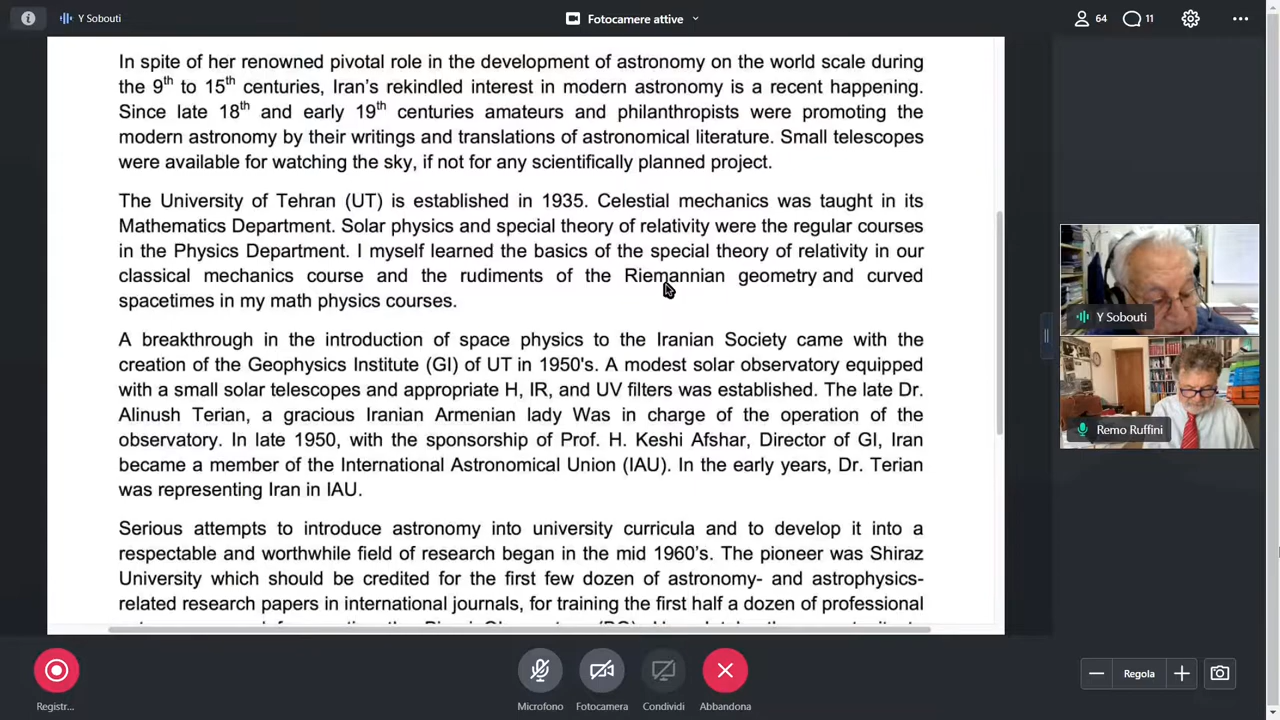 Y Sobouti
Fotocamere attive
64
11
In spite of her renowned pivotal role in the development of astronomy on the world scale during
the 9th to 15th centuries, Iran's rekindled interest in modern astronomy is a recent happening.
Since late 18th and early 19th centuries amateurs and philanthropists were promoting the
modern astronomy by their writings and translations of astronomical literature. Small telescopes
were available for watching the sky, if not for any scientifically planned project.
The University of Tehran (UT) is established in 1935. Celestial mechanics was taught in its
Mathematics Department. Solar physics and special theory of relativity were the regular courses
in the Physics Department. I myself learned the basics of the special theory of relativity in our
classical mechanics course and the rudiments of the Riemannian geometry and curved
spacetimes in my math physics courses.
A breakthrough in the introduction of space physics to the Iranian Society came with the
creation of the Geophysics Institute (GI) of UT in 1950's. A modest solar observatory equipped
with a small solar telescopes and appropriate H, IR, and UV filters was established. The late Dr.
Alinush Terian, a gracious Iranian Armenian lady Was in charge of the operation of the
observatory. In late 1950, with the sponsorship of Prof. H. Keshi Afshar, Director of GI, Iran
became a member of the International Astronomical Union (IAU). In the early years, Dr. Terian
was representing Iran in IAU.
Serious attempts to introduce astronomy into university curricula and to develop it into a
respectable and worthwhile field of research began in the mid 1960's. The pioneer was Shiraz
University which should be credited for the first few dozen of astronomy- and astrophysics-
related research papers in international journals, for training the first half a dozen of professional
Y Sobouti
Remo Ruffini
Registr...
Microfono
Fotocamera
Condividi
Abbandona
Regola